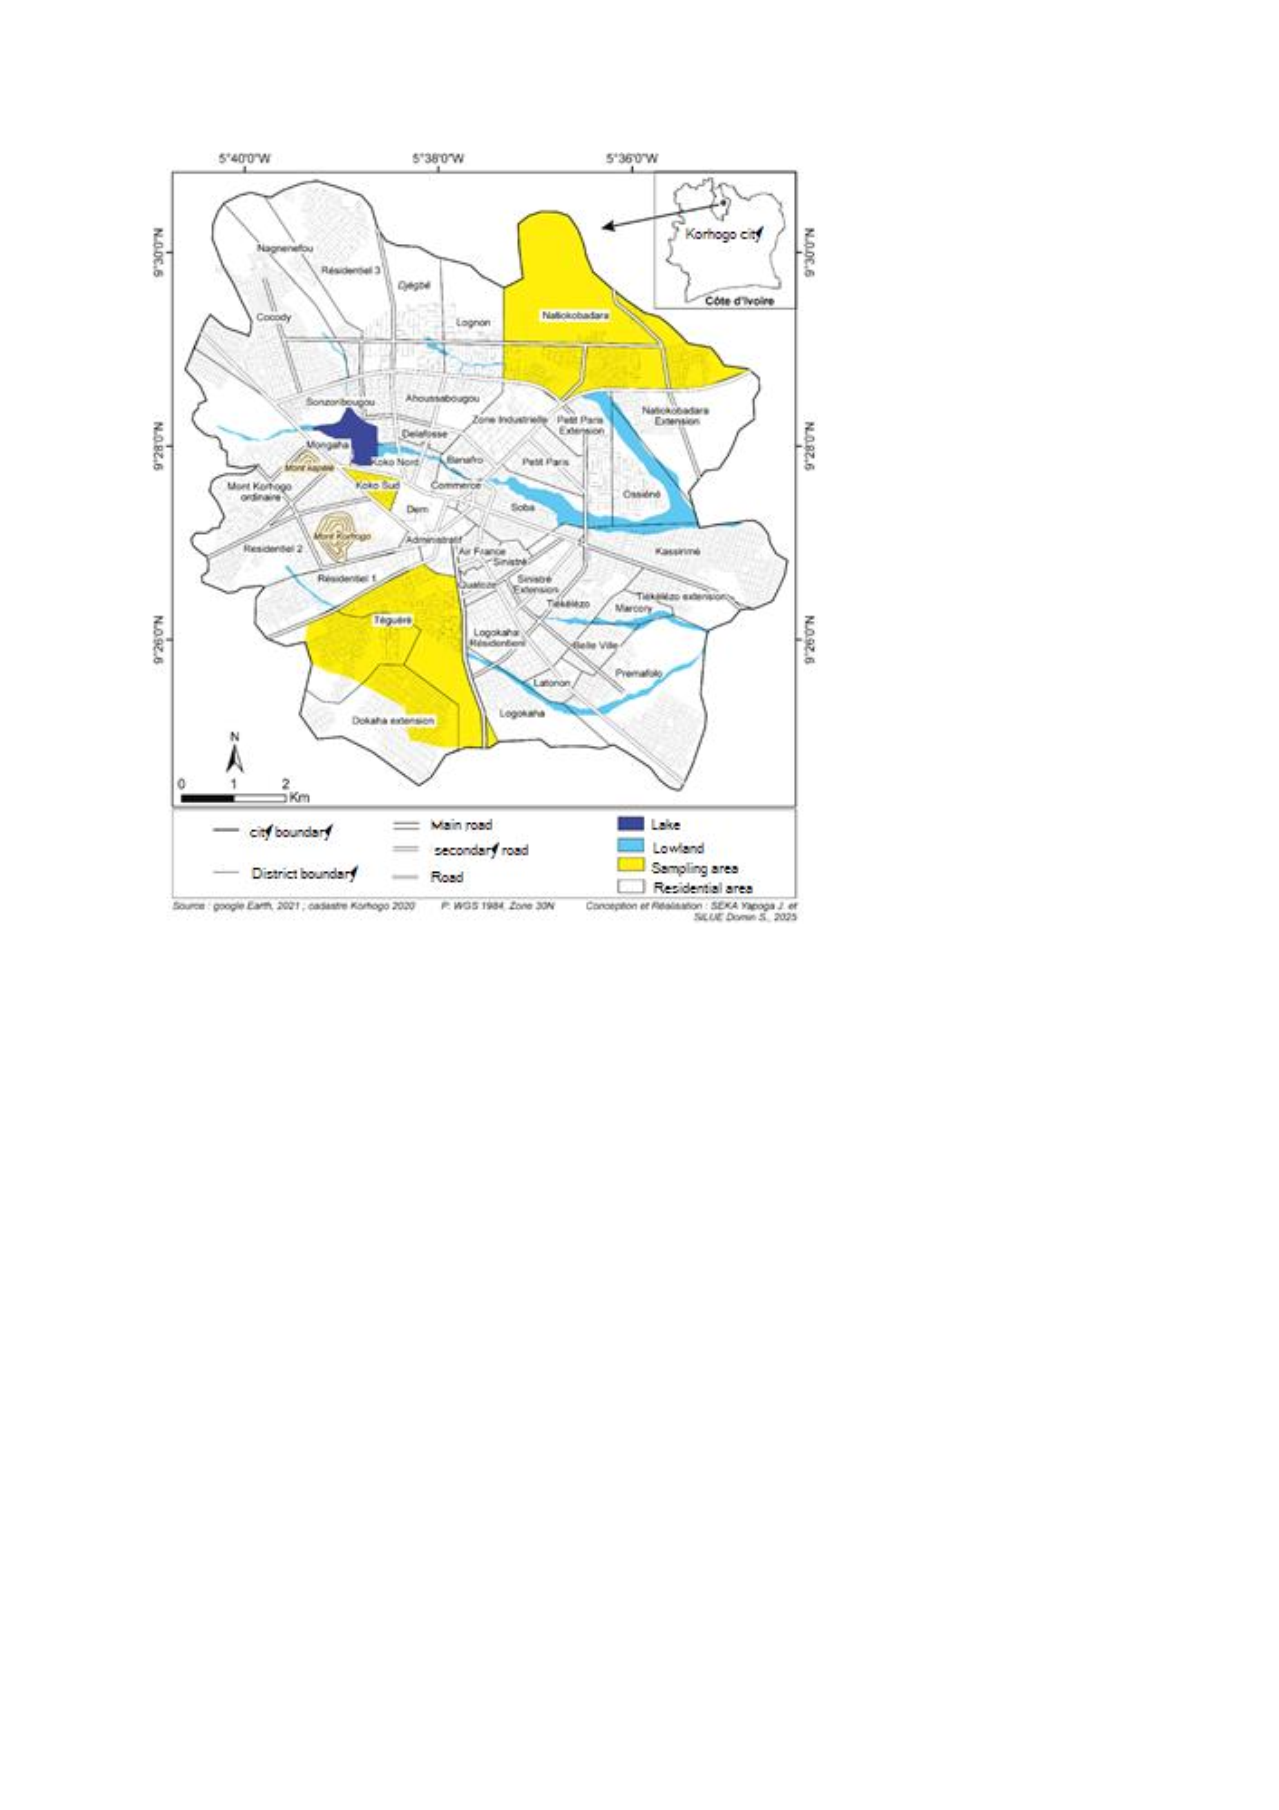 5°40'0"W 5°38'0"W 5°36'0"W
9°30'0"N 9°30'0"N
Korhogo city
Côte d'Ivoire
Nagnenefou
Résidentiel 3
Djégbé
Cocody
Lognon
Natiokobadara
Sonzoribougou
Ahoussabougou
Natiokobadara
Extension
Zone Industrielle
Petit Paris
Extension
Delafosse
9°28'0"N 9°28'0"N
Mongaha
Koko Nord
Banafro
Petit Paris
Mont kapélé
Koko Sud
Commerce
Mont Korhogo
ordinaire
Ossiéné
Dem
Soba
Mont Korhogo
Administratif
Residentiel 2
Air France
Kassirimé
Sinistré
Résidentiel 1
Quatorze
Sinistré
Extension
Tiékélézo extension
Tiékélézo
Marcory
Téguéré
9°26'0"N 9°26'0"N
Logokaha
Résidentiel
Belle Ville
Premafolo
Latonon
Logokaha
Dokaha extension
N
0 1 2
Km
city boundary
District boundary
Main road
secondary road
Road
Lake
Lowland
Sampling area
Residential area
Source : google Earth, 2021 ; cadastre Korhogo 2020 P: WGS 1984, Zone 30N Conception et Réalisation : SEKA Yapoga J. et
SILUE Domin S., 2025